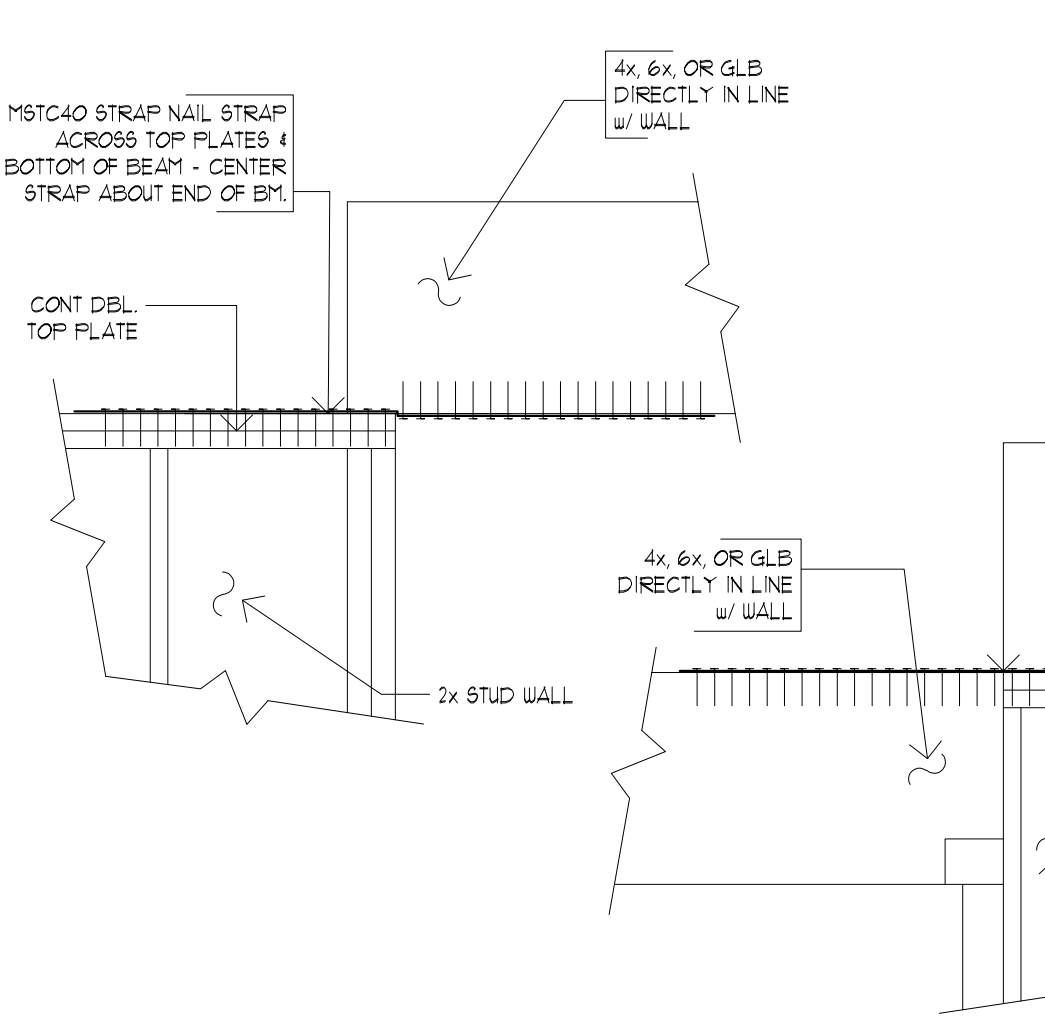 4x, 6x, OR GLB
DIRECTLY IN LINE
w/ WALL
MSTC40 STRAP NAIL STRAP
ACROSS TOP PLATES &
BOTTOM OF BEAM - CENTER
STRAP ABOUT END OF BM.
CONT DBL.
TOP PLATE
4x, 6x, OR GLB
DIRECTLY IN LINE
w/ WALL
2x STUD WALL